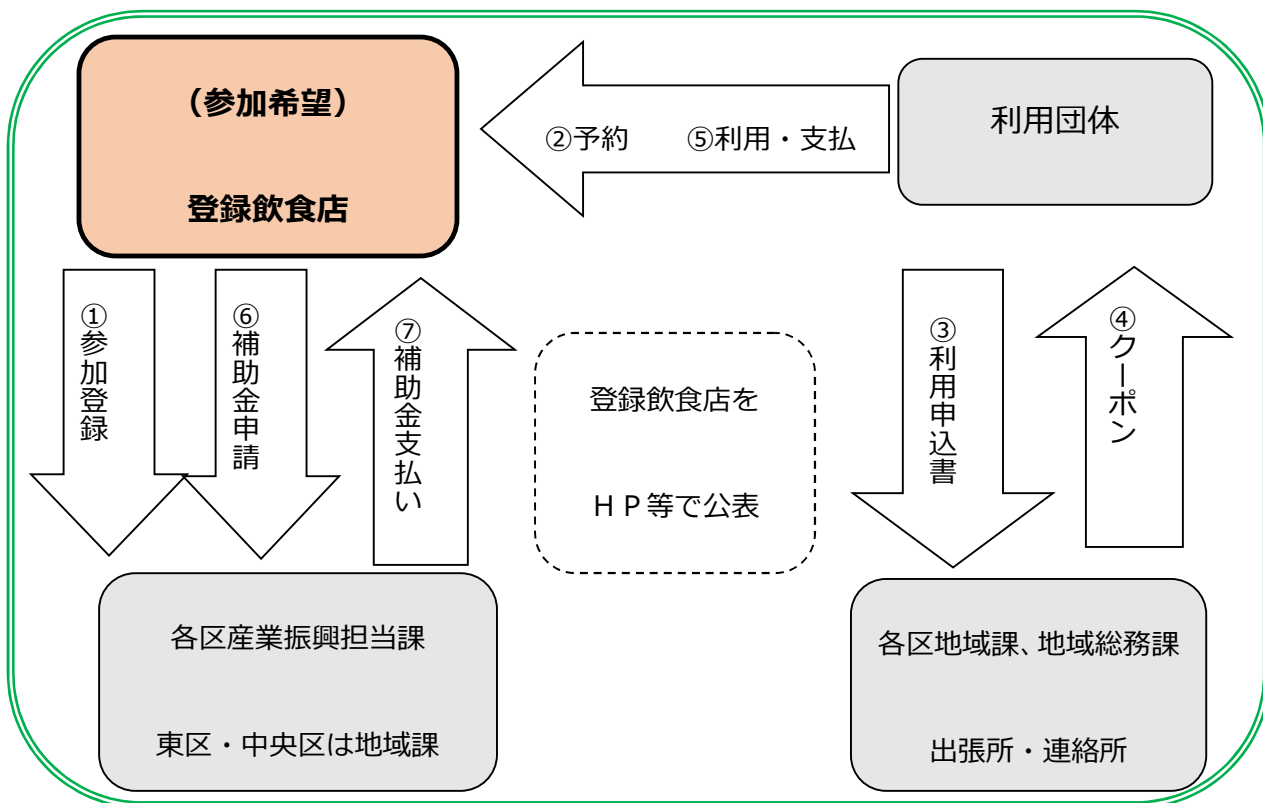 (参加希望)
登録飲食店
②予約　⑤利用・支払
利用団体
①参加登録
⑥補助金申請
⑦補助金支払い
登録飲食店を
ＨＰ等で公表
③利用申込書
④クーポン
各区産業振興担当課
東区・中央区は地域課
各区地域課、地域総務課
出張所・連絡所